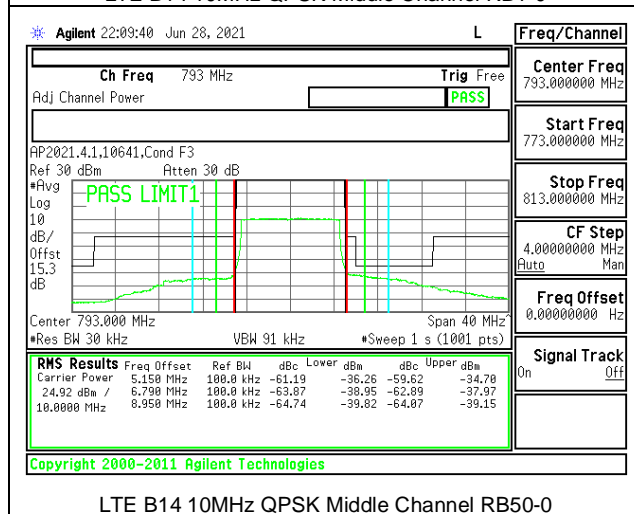 Agilent 22:09:40 Jun 28, 2021 L
Ch Freq 793 MHz Trig Free
Adj Channel Power PASS
AP2021.4.1,10641,Cond F3
Ref 30 dBm Atten 30 dB
#Avg
Log
10
dB/
Offst
15.3
dB
PASS LIMIT1
Center 793.000 MHz Span 40 MHz^
#Res BW 30 kHz VBW 91 kHz #Sweep 1 s (1001 pts)
RMS Results Freq Offset Ref BW dBc Lower dBm dBc Upper dBm
Carrier Power 5.150 MHz 100.0 kHz -61.19 -36.26 -59.62 -34.70
24.92 dBm / 6.790 MHz 100.0 kHz -63.87 -38.95 -62.89 -37.97
10.0000 MHz 8.950 MHz 100.0 kHz -64.74 -39.82 -64.07 -39.15
Copyright 2000-2011 Agilent Technologies
Freq/Channel
Center Freq
793.000000 MHz
Start Freq
773.000000 MHz
Stop Freq
813.000000 MHz
CF Step
4.00000000 MHz
Auto Man
Freq Offset
0.00000000 Hz
Signal Track
On Off
LTE B14 10MHz QPSK Middle Channel RB50-0